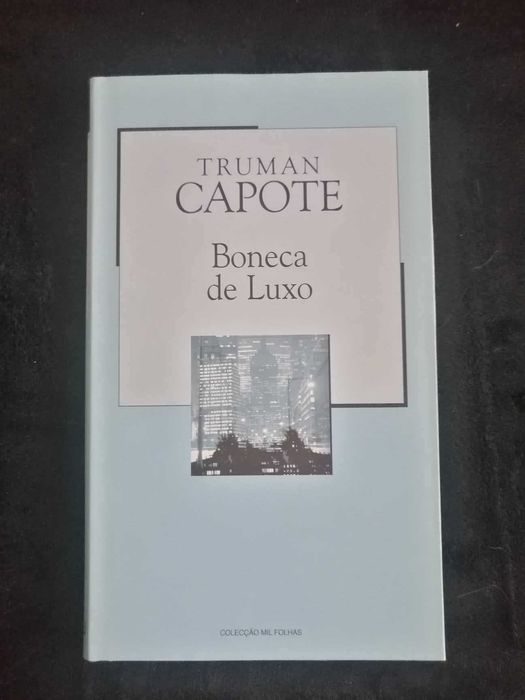 TRUMAN
CAPOTE
Boneca
de Luxo
COLECÇÃO MIL FOLHAS